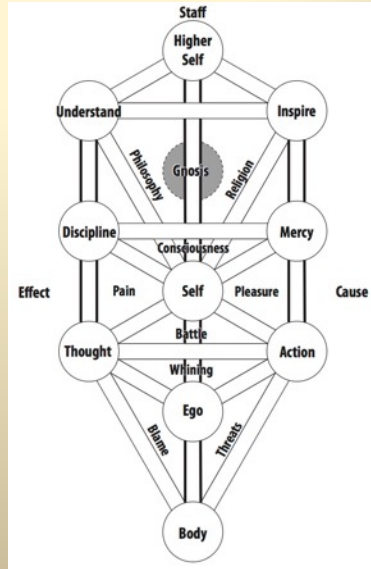 Staff
Higher
Self
Understand
Inspire
Philosophy
Gnosis
Religion
Discipline
Consciousness
Mercy
Effect
Pain
Self
Pleasure
Cause
Battle
Thought
Action
Whining
Ego
Blame
Threats
Body